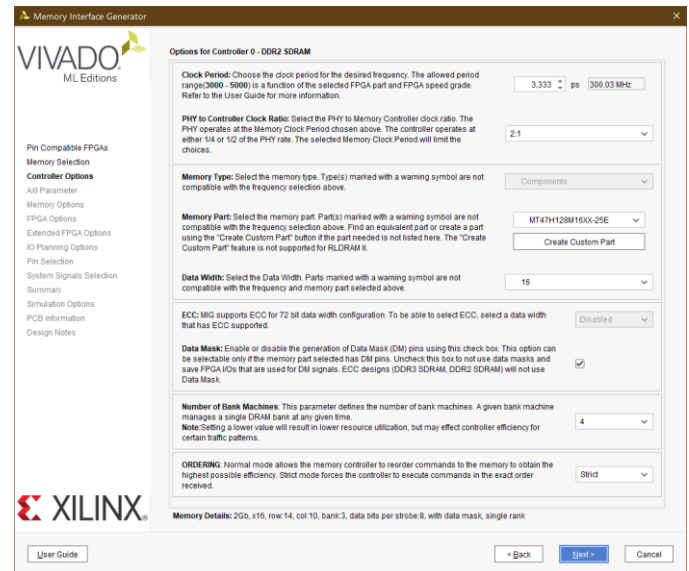 Memory Interface Generator
VIVADO.
ML Editions
Pin Compatible FPGAs
Memory Selection
Controller Options
AXI Parameter
Memory Options
FPGA Options
Extended FPGA Options
IO Planning Options
Pin Selection
System Signals Selection
Summary
Simulation Options
PCB Information
Design Notes
XILINX®
Options for Controller 0 - DDR2 SDRAM
Clock Period: Choose the clock period for the desired frequency. The allowed period
range(3000 - 5000) is a function of the selected FPGA part and FPGA speed grade.
Refer to the User Guide for more information.
3,333 ps 300.03 MHz
PHY to Controller Clock Ratio: Select the PHY to Memory Controller clock ratio. The
PHY operates at the Memory Clock Period chosen above. The controller operates at
either 1/4 or 1/2 of the PHY rate. The selected Memory Clock Period will limit the
choices.
2:1
Memory Type: Select the memory type. Type(s) marked with a warning symbol are not
compatible with the frequency selection above.
Components
Memory Part: Select the memory part. Part(s) marked with a warning symbol are not
compatible with the frequency selection above. Find an equivalent part or create a part
using the "Create Custom Part" button if the part needed is not listed here. The "Create
Custom Part" feature is not supported for RLDRAM II.
MT47H128M16XX-25E
Create Custom Part
Data Width: Select the Data Width. Parts marked with a warning symbol are not
compatible with the frequency and memory part selected above.
16
ECC: MIG supports ECC for 72 bit data width configuration. To be able to select ECC, select a data width
that has ECC supported.
Disabled
Data Mask: Enable or disable the generation of Data Mask (DM) pins using this check box. This option can
be selectable only if the memory part selected has DM pins. Uncheck this box to not use data masks and
save FPGA I/Os that are used for DM signals. ECC designs (DDR3 SDRAM, DDR2 SDRAM) will not use
Data Mask.
Number of Bank Machines: This parameter defines the number of bank machines. A given bank machine
manages a single DRAM bank at any given time.
Note:Setting a lower value will result in lower resource utilization, but may effect controller efficiency for
certain traffic patterns.
4
ORDERING: Normal mode allows the memory controller to reorder commands to the memory to obtain the
highest possible efficiency. Strict mode forces the controller to execute commands in the exact order
received.
Strict
Memory Details: 2Gb, x16, row:14, col:10, bank:3, data bits per strobe:8, with data mask, single rank
User Guide
< Back
Next >
Cancel